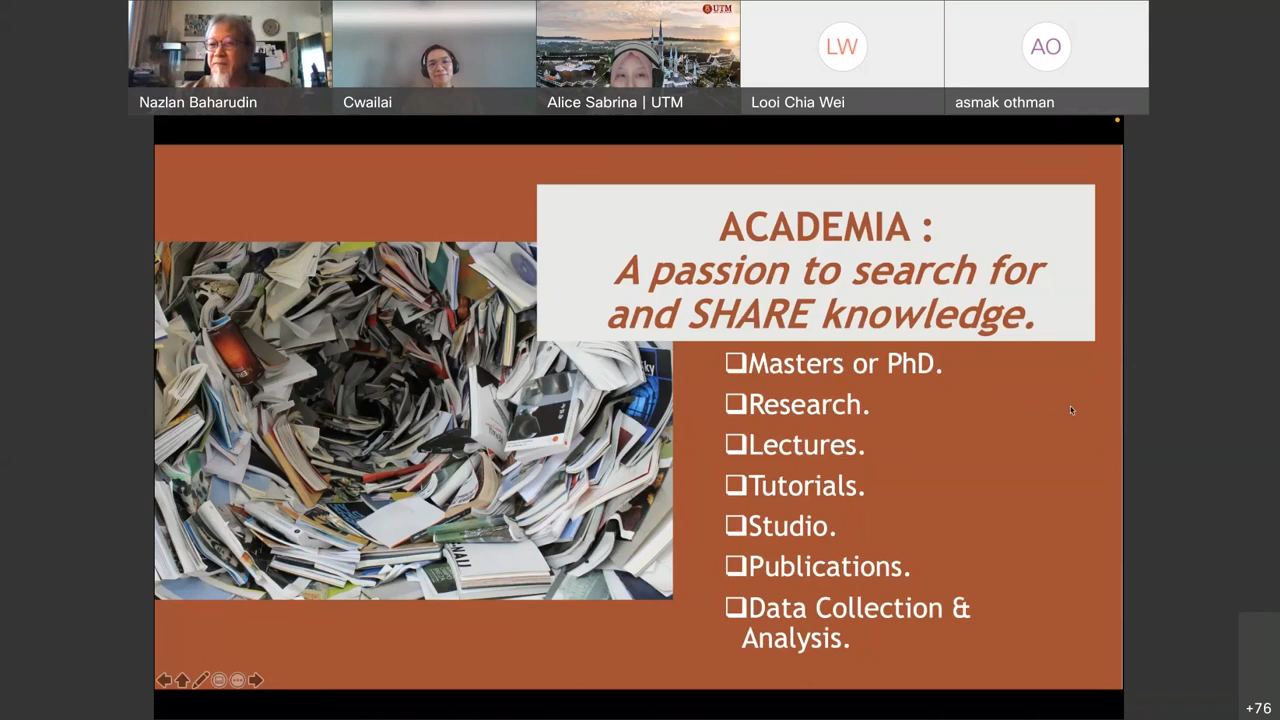 UTM
LW
AO
Nazlan Baharudin
Cwailai
Alice Sabrina | UTM
Looi Chia Wei
asmak othman
ACADEMIA :
A passion to search for
and SHARE knowledge.
❑Masters or PhD.
❑Research.
❑Lectures.
❑Tutorials.
❑Studio.
❑Publications.
❑Data Collection &
Analysis.
+76